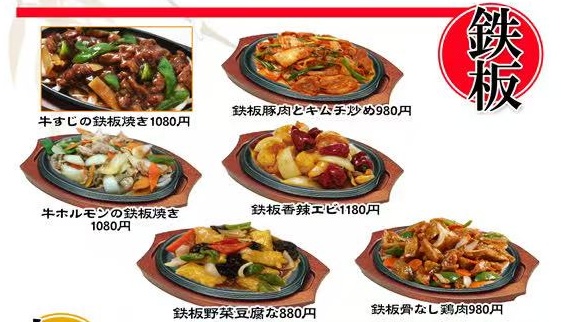 鉄板
牛すじの鉄板焼き1080円
鉄板豚肉とキムチ炒め980円
牛ホルモンの鉄板焼き
1080円
鉄板香辣エビ1180円
鉄板野菜豆腐な880円
鉄板骨なし鶏肉980円